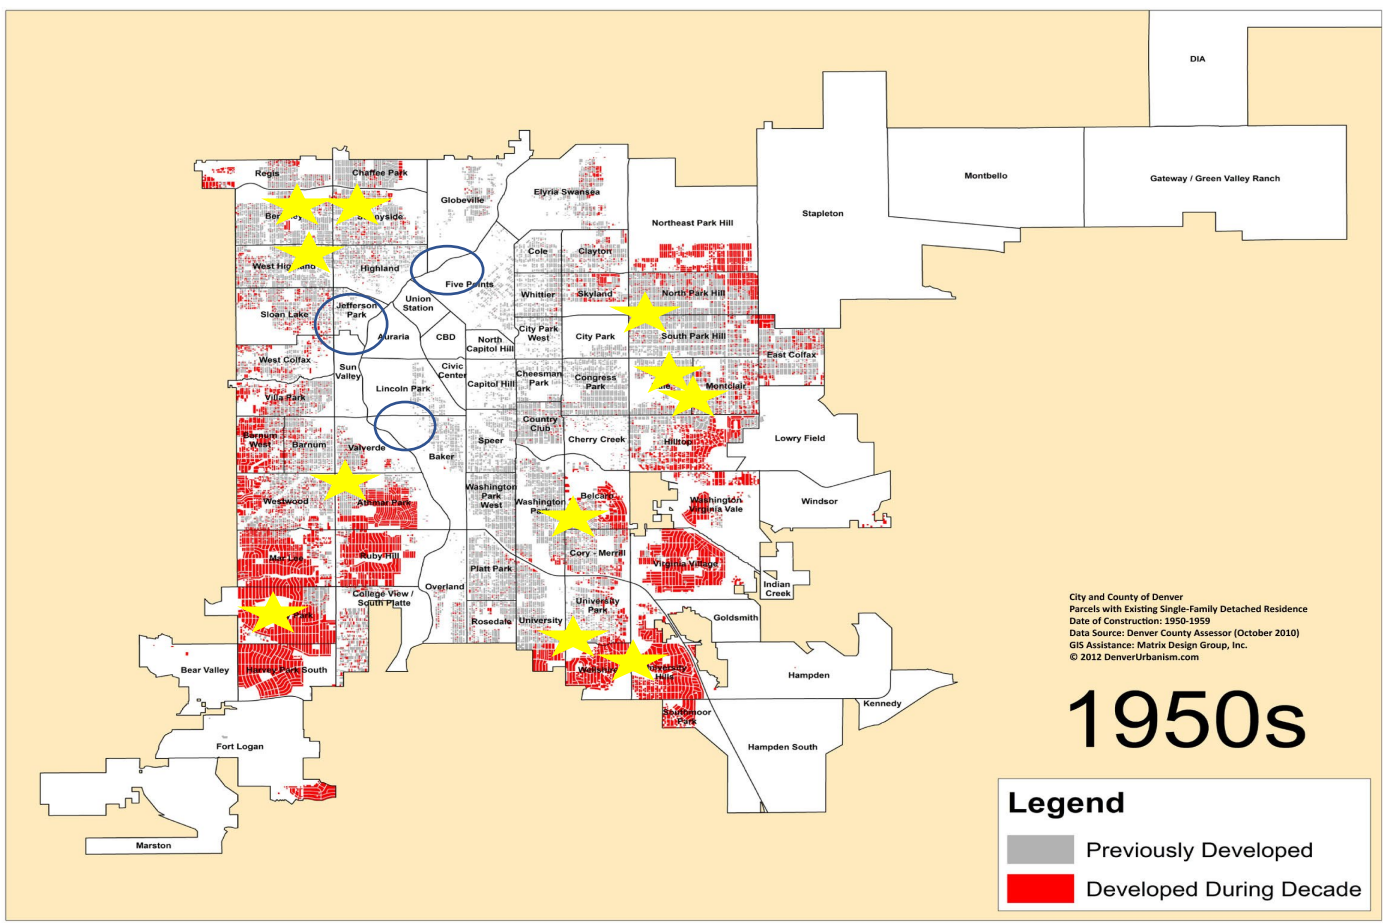 DIA
Regis
Chaffee Park
Montbello
Gateway / Green Valley Ranch
Elyria Swansea
Globeville
Stapleton
Northeast Park Hill
Cole
Clayton
Highland
Five Points
Whittier
Skyland
North Park Hill
Union
Station
Jefferson
Park
Sloan Lake
Auraria
CBD
North
Capitol Hill
City Park
West
City Park
South Park Hill
East Colfax
West Colfax
Sun
Valley
Civic
Center
Lincoln Park
Capitol Hill
Cheesman
Park
Congress
Park
Montclair
Villa Park
Country
Club
Barnum
West
Barnum
Valverde
Baker
Speer
Cherry Creek
Hilltop
Lowry Field
Westwood
Athmar Park
Washington
Park
West
Washington
Belcaro
Washington
Virginia Vale
Windsor
Mar Lee
Ruby Hill
Cory - Merrill
Virginia Village
Platt Park
Overland
College View /
South Platte
Indian
Creek
University
Park
Rosedale
University
Goldsmith
Bear Valley
Harvey Park South
Hills
Hampden
Kennedy
Southmoor
Park
Hampden South
Fort Logan
Marston
City and County of Denver
Parcels with Existing Single-Family Detached Residence
Date of Construction: 1950-1959
Data Source: Denver County Assessor (October 2010)
GIS Assistance: Matrix Design Group, Inc.
© 2012 DenverUrbanism.com
1950s
Legend
Previously Developed
Developed During Decade